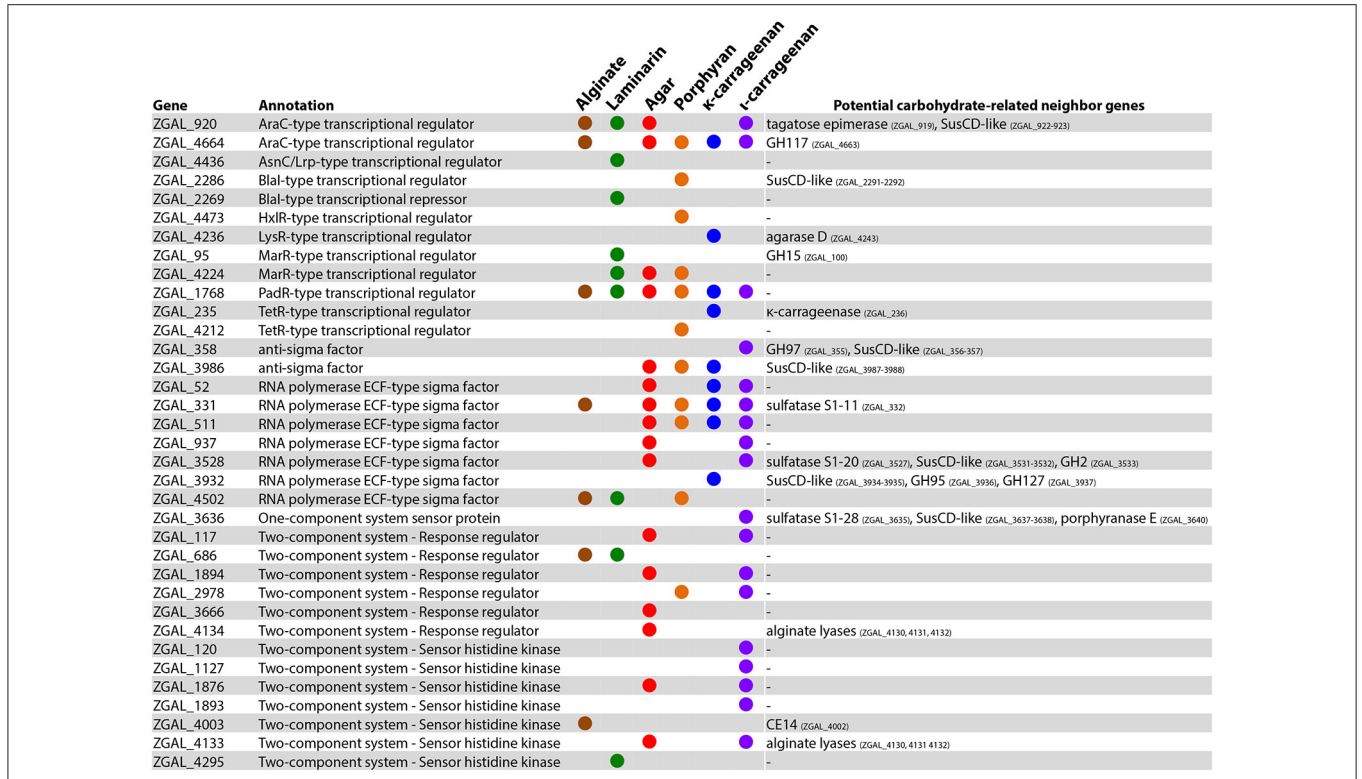 Alginate
Laminarin
Agar
Porphyran
κ-carrageenan
ι-carrageenan
Gene Annotation Potential carbohydrate-related neighbor genes
ZGAL_920 AraC-type transcriptional regulator tagatose epimerase (ZGAL_919), SusCD-like (ZGAL_922-923)
ZGAL_4664 AraC-type transcriptional regulator GH117 (ZGAL_4663)
ZGAL_4436 AsnC/Lrp-type transcriptional regulator -
ZGAL_2286 BlaI-type transcriptional regulator SusCD-like (ZGAL_2291-2292)
ZGAL_2269 BlaI-type transcriptional repressor -
ZGAL_4473 HxlR-type transcriptional regulator -
ZGAL_4236 LysR-type transcriptional regulator agarase D (ZGAL_4243)
ZGAL_95 MarR-type transcriptional regulator GH15 (ZGAL_100)
ZGAL_4224 MarR-type transcriptional regulator -
ZGAL_1768 PadR-type transcriptional regulator -
ZGAL_235 TetR-type transcriptional regulator κ-carrageenase (ZGAL_236)
ZGAL_4212 TetR-type transcriptional regulator -
ZGAL_358 anti-sigma factor GH97 (ZGAL_355), SusCD-like (ZGAL_356-357)
ZGAL_3986 anti-sigma factor SusCD-like (ZGAL_3987-3988)
ZGAL_52 RNA polymerase ECF-type sigma factor -
ZGAL_331 RNA polymerase ECF-type sigma factor sulfatase S1-11 (ZGAL_332)
ZGAL_511 RNA polymerase ECF-type sigma factor -
ZGAL_937 RNA polymerase ECF-type sigma factor -
ZGAL_3528 RNA polymerase ECF-type sigma factor sulfatase S1-20 (ZGAL_3527), SusCD-like (ZGAL_3531-3532), GH2 (ZGAL_3533)
ZGAL_3932 RNA polymerase ECF-type sigma factor SusCD-like (ZGAL_3934-3935), GH95 (ZGAL_3936), GH127 (ZGAL_3937)
ZGAL_4502 RNA polymerase ECF-type sigma factor -
ZGAL_3636 One-component system sensor protein sulfatase S1-28 (ZGAL_3635), SusCD-like (ZGAL_3637-3638), porphyranase E (ZGAL_3640)
ZGAL_117 Two-component system - Response regulator -
ZGAL_686 Two-component system - Response regulator -
ZGAL_1894 Two-component system - Response regulator -
ZGAL_2978 Two-component system - Response regulator -
ZGAL_3666 Two-component system - Response regulator -
ZGAL_4134 Two-component system - Response regulator alginate lyases (ZGAL_4130, 4131, 4132)
ZGAL_120 Two-component system - Sensor histidine kinase -
ZGAL_1127 Two-component system - Sensor histidine kinase -
ZGAL_1876 Two-component system - Sensor histidine kinase -
ZGAL_1893 Two-component system - Sensor histidine kinase -
ZGAL_4003 Two-component system - Sensor histidine kinase CE14 (ZGAL_4002)
ZGAL_4133 Two-component system - Sensor histidine kinase alginate lyases (ZGAL_4130, 4131 4132)
ZGAL_4295 Two-component system - Sensor histidine kinase -